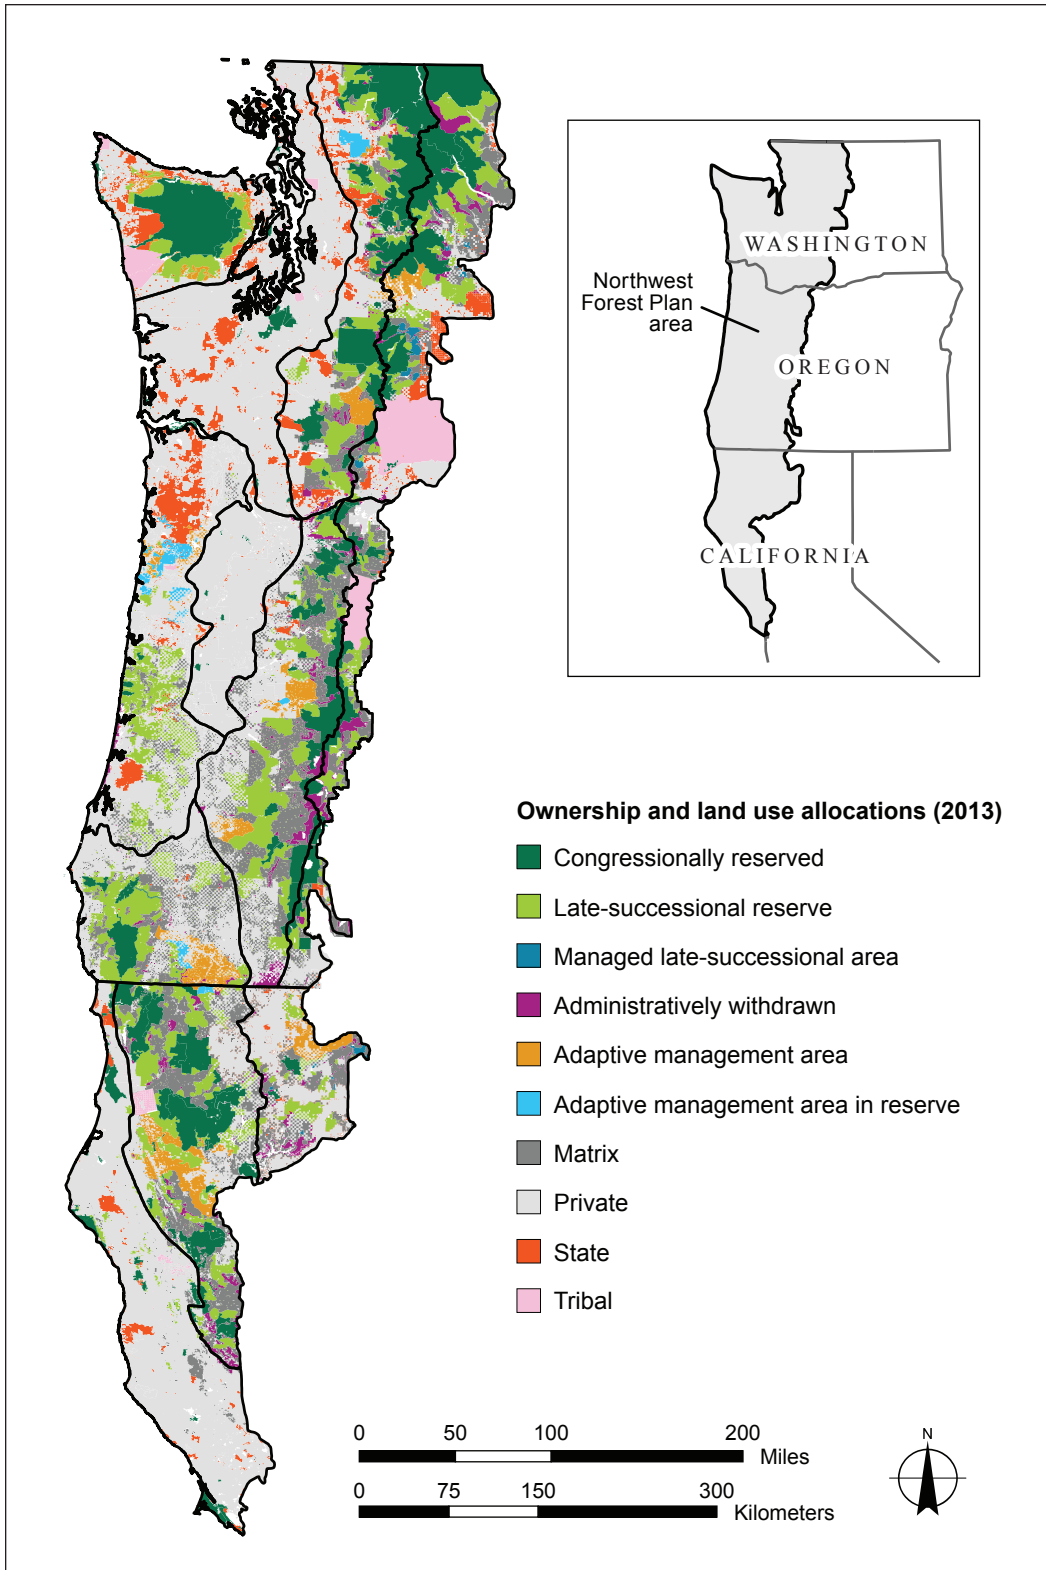 WASHINGTON
Northwest
Forest Plan
area
OREGON
CALIFORNIA
Ownership and land use allocations (2013)
Congressionally reserved
Late-successional reserve
Managed late-successional area
Administratively withdrawn
Adaptive management area
Adaptive management area in reserve
Matrix
Private
State
Tribal
0 50 100 200
Miles
0 75 150 300
Kilometers
N